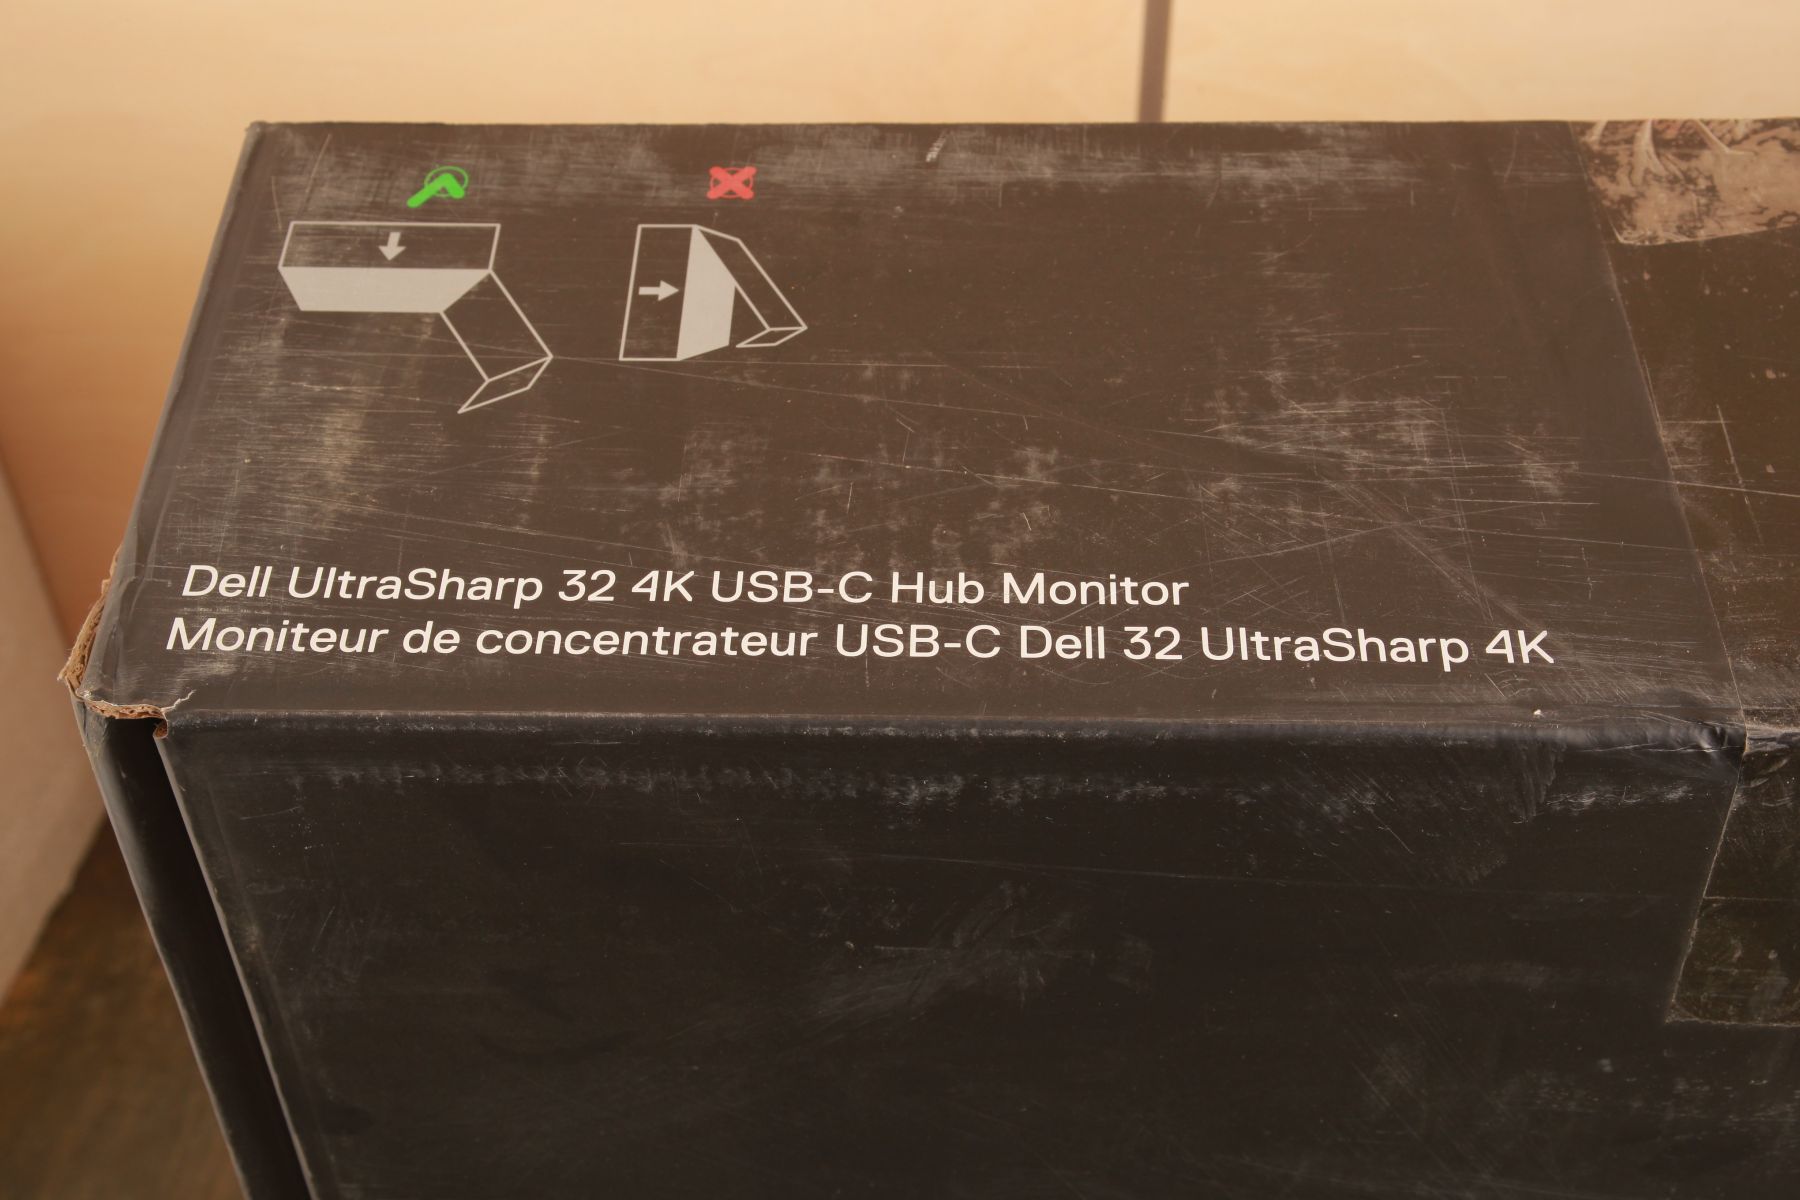 Dell UltraSharp 32 4K USB-C Hub Monitor
Moniteur de concentrateur USB-C Dell 32 UltraSharp 4K